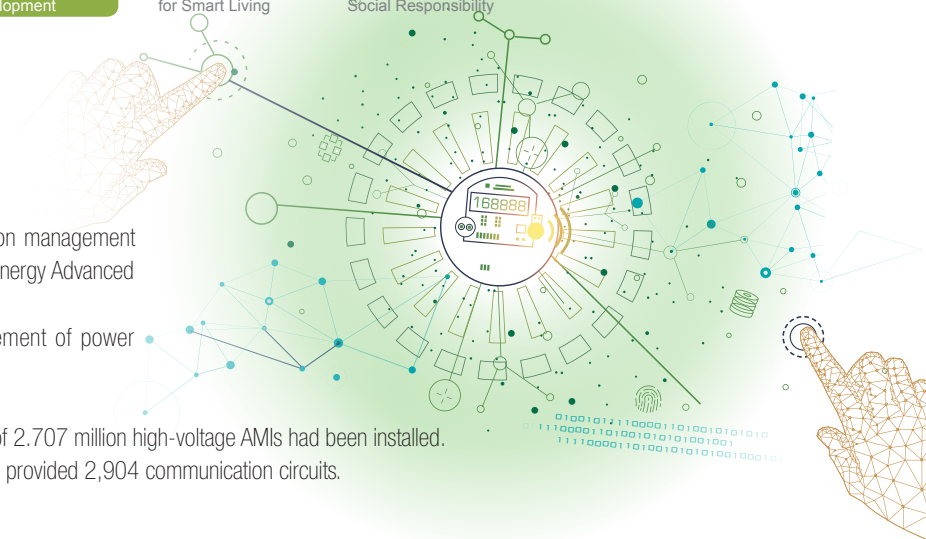 for Smart Living
Social Responsibility
168888
on management
nergy Advanced
ement of power
of 2.707 million high-voltage AMIs had been installed.
provided 2,904 communication circuits.